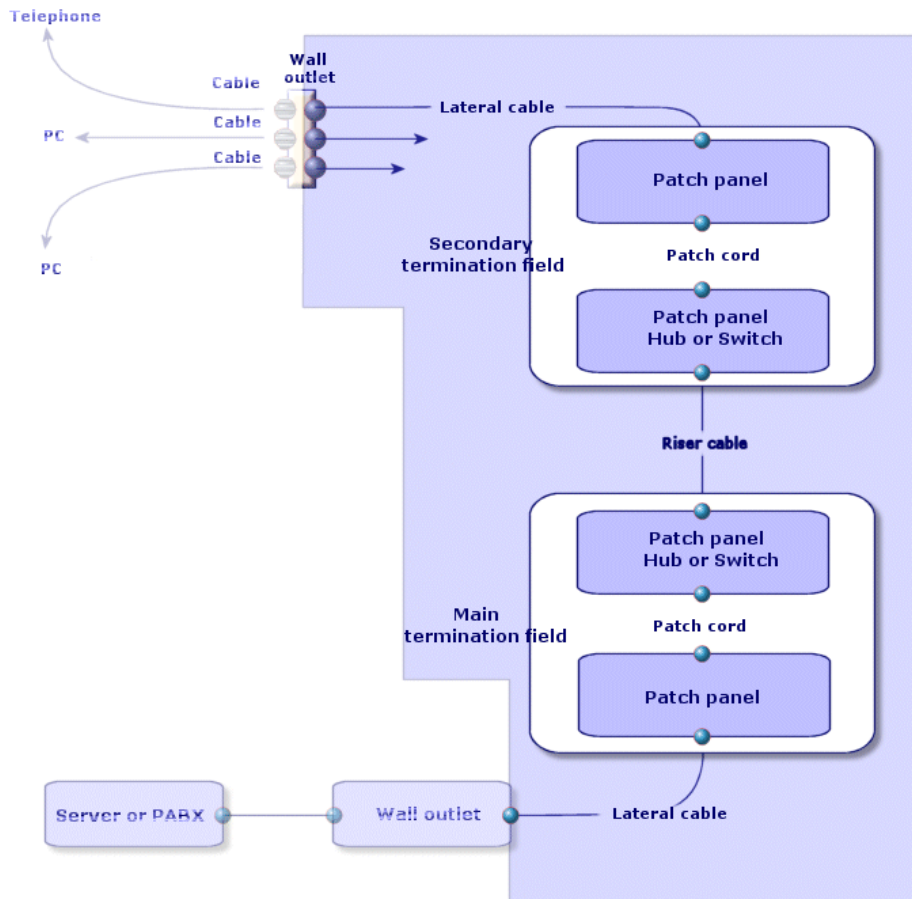 Telephone
Wall
outlet
Cable
Lateral cable
Cable
PC
Cable
Patch panel
Secondary
termination field
Patch cord
PC
Patch panel
Hub or Switch
Riser cable
Patch panel
Hub or Switch
Main
termination field
Patch cord
Patch panel
Server or PABX
Wall outlet
Lateral cable